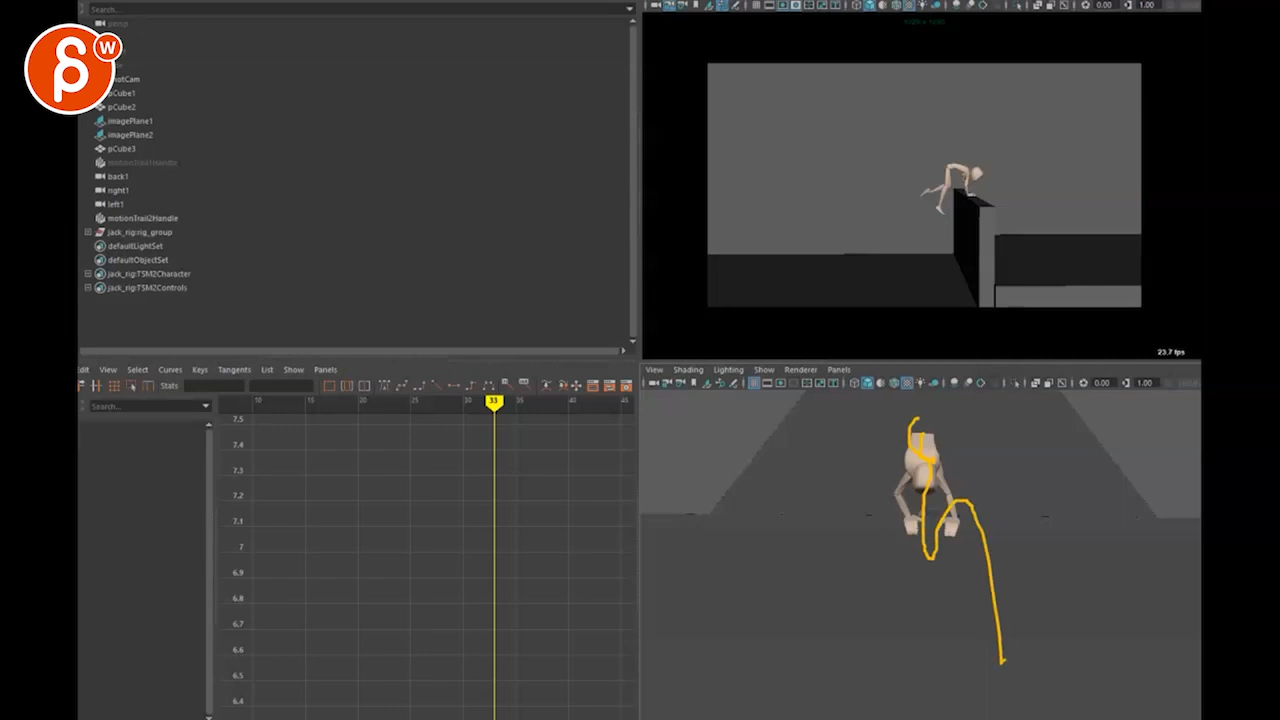 W
Search...
persp
shotCam
pCube1
pCube2
imagePlane1
imagePlane2
pCube3
motionTrail1Handle
back1
right1
left1
motionTrail2Handle
jack_rig:rig_group
defaultLightSet
defaultObjectSet
jack_rig:TSM2Character
jack_rig:TSM2Controls
0.00 1.00
23.7 fps
dit View Select Curves Keys Tangents List Show Panels
Stats
Search...
10 15 20 25 30 33 35 40 45
7.5
7.4
7.3
7.2
7.1
7
6.9
6.8
6.7
6.6
6.5
6.4
View Shading Lighting Show Renderer Panels
0.00 1.00